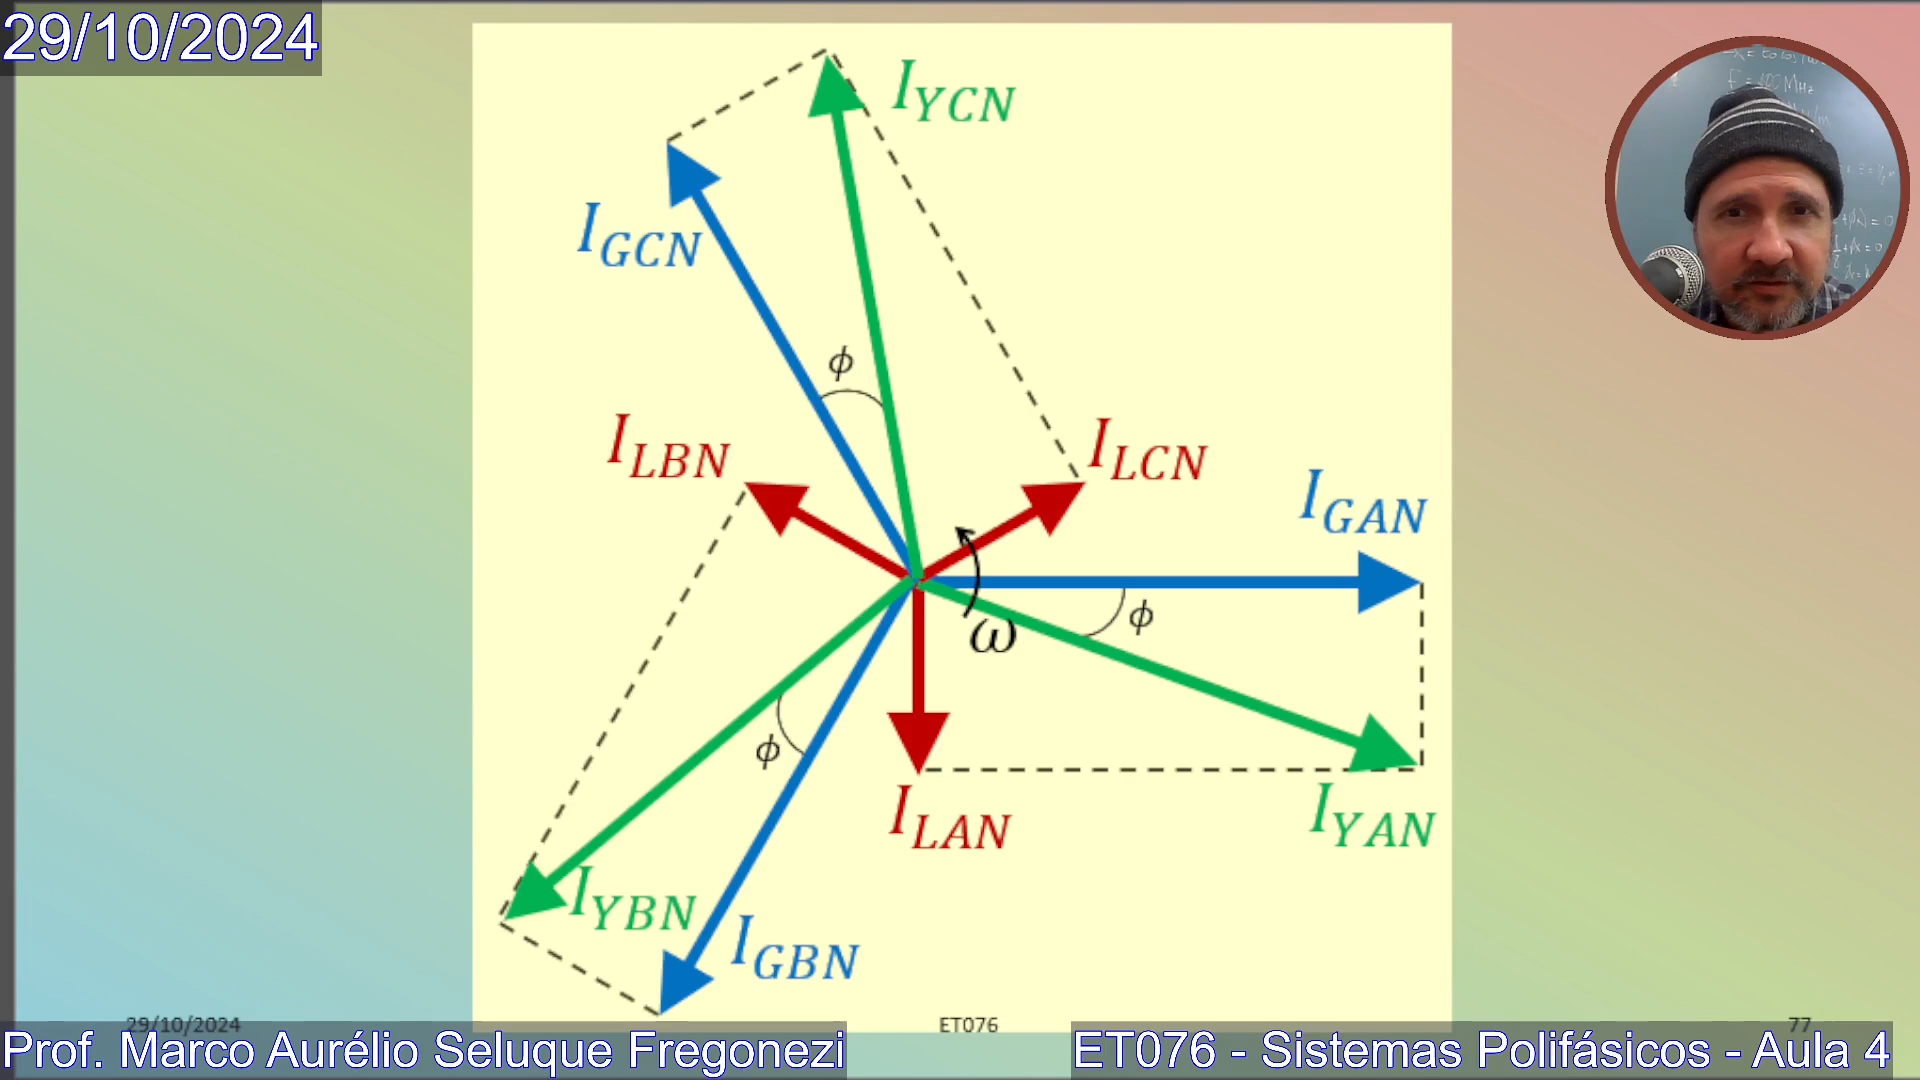 29/10/2024
I_YCN
I_GCN
ϕ
I_LBN
I_LCN
I_GAN
ϕ
ω
ϕ
I_LAN
I_YAN
I_YBN
I_GBN
29/10/2024
ET076
77
Prof. Marco Aurélio Seluque Fregonezi
ET076 - Sistemas Polifásicos - Aula 4